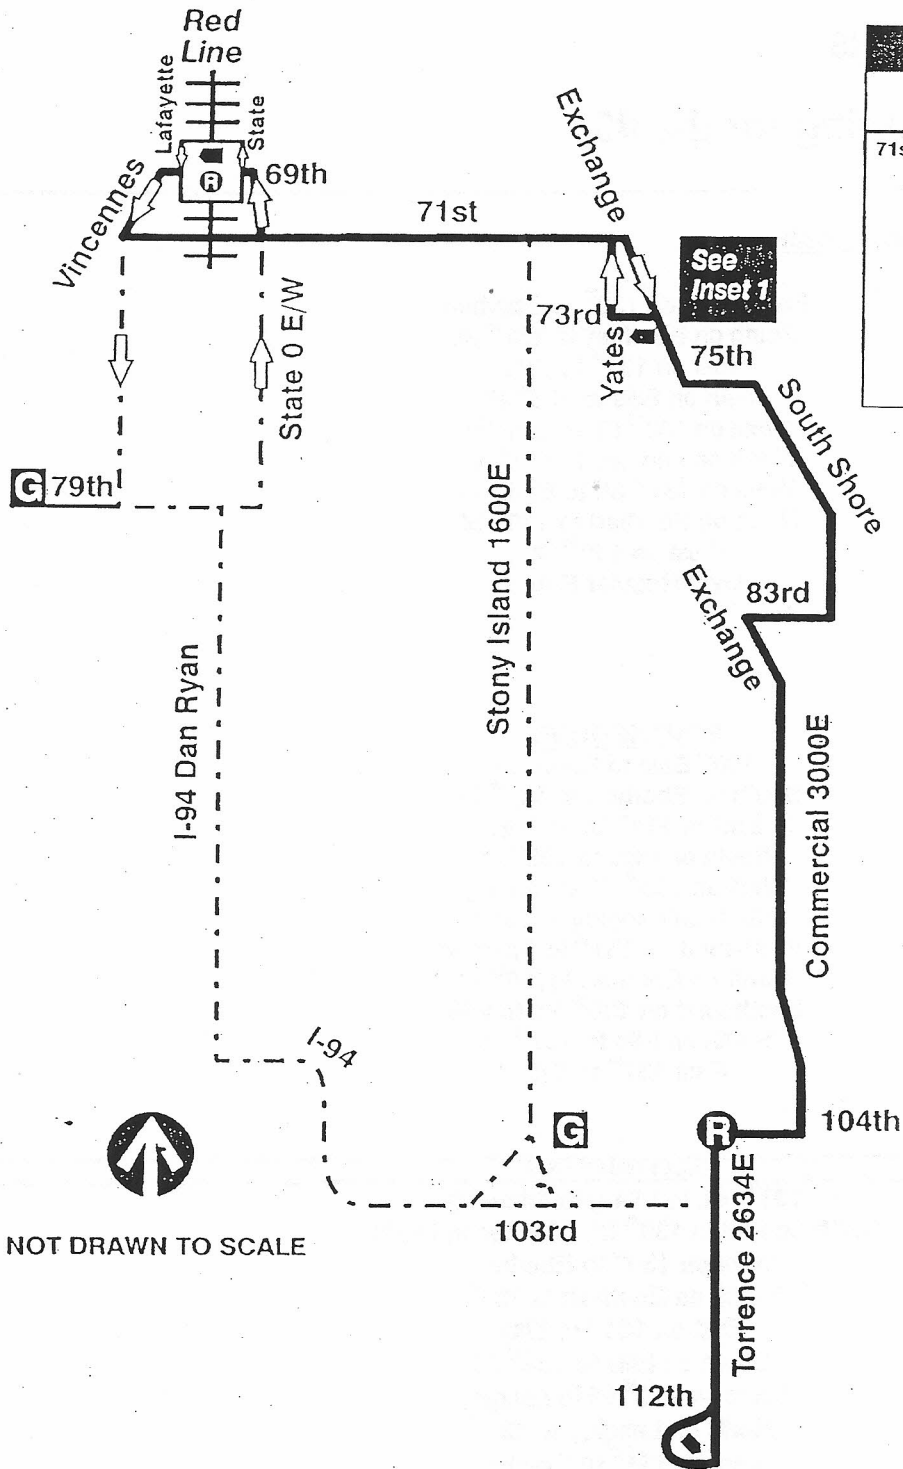 Red
Line
Lafayette
State
69th
Vincennes
R
71st
Exchange
71s
See
Inset 1
73rd
Yates
75th
State 0 E/W
South Shore
G 79th
Stony Island 1600E
83rd
Exchange
I-94 Dan Ryan
Commercial 3000E
I-94
G
R
104th
103rd
NOT DRAWN TO SCALE
Torrence 2634E
112th